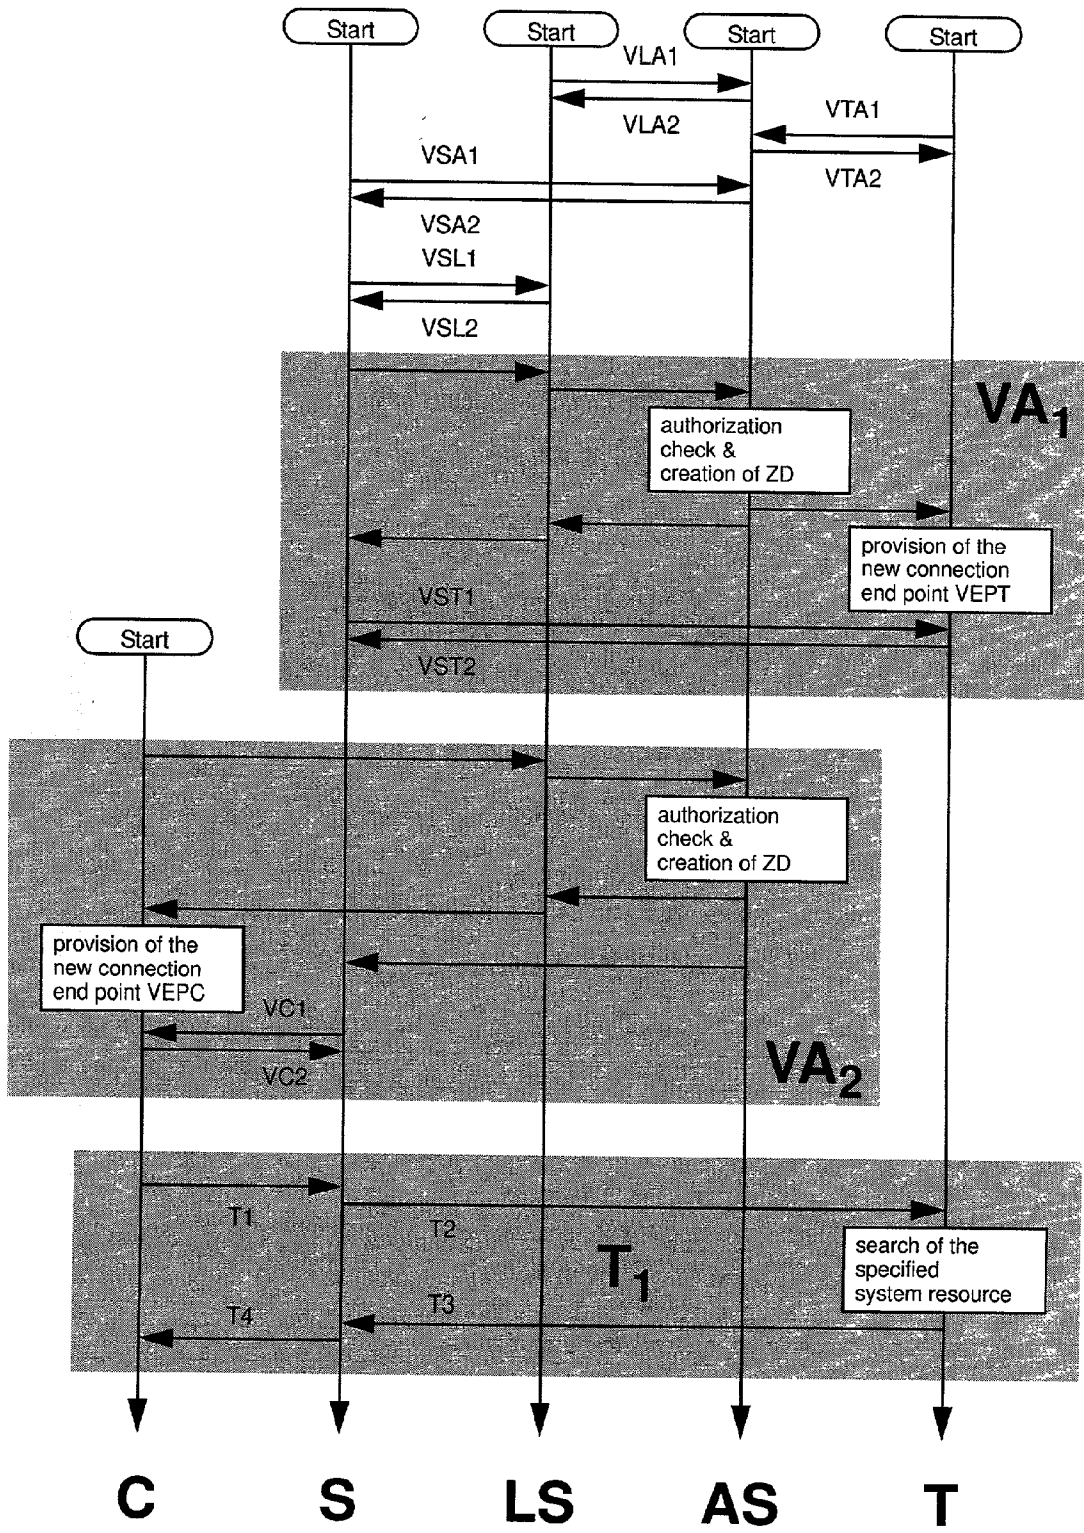 Start
Start
Start
Start
VLA1
VLA2
VTA1
VTA2
VSA1
VSA2
VSL1
VSL2
VA1
authorization
check &
creation of ZD
provision of the
new connection
end point VEPT
VST1
VST2
Start
authorization
check &
creation of ZD
provision of the
new connection
end point VEPC
VC1
VC2
VA2
T1
T2
T1
search of the
specified
system resource
T3
T4
C S LS AS T